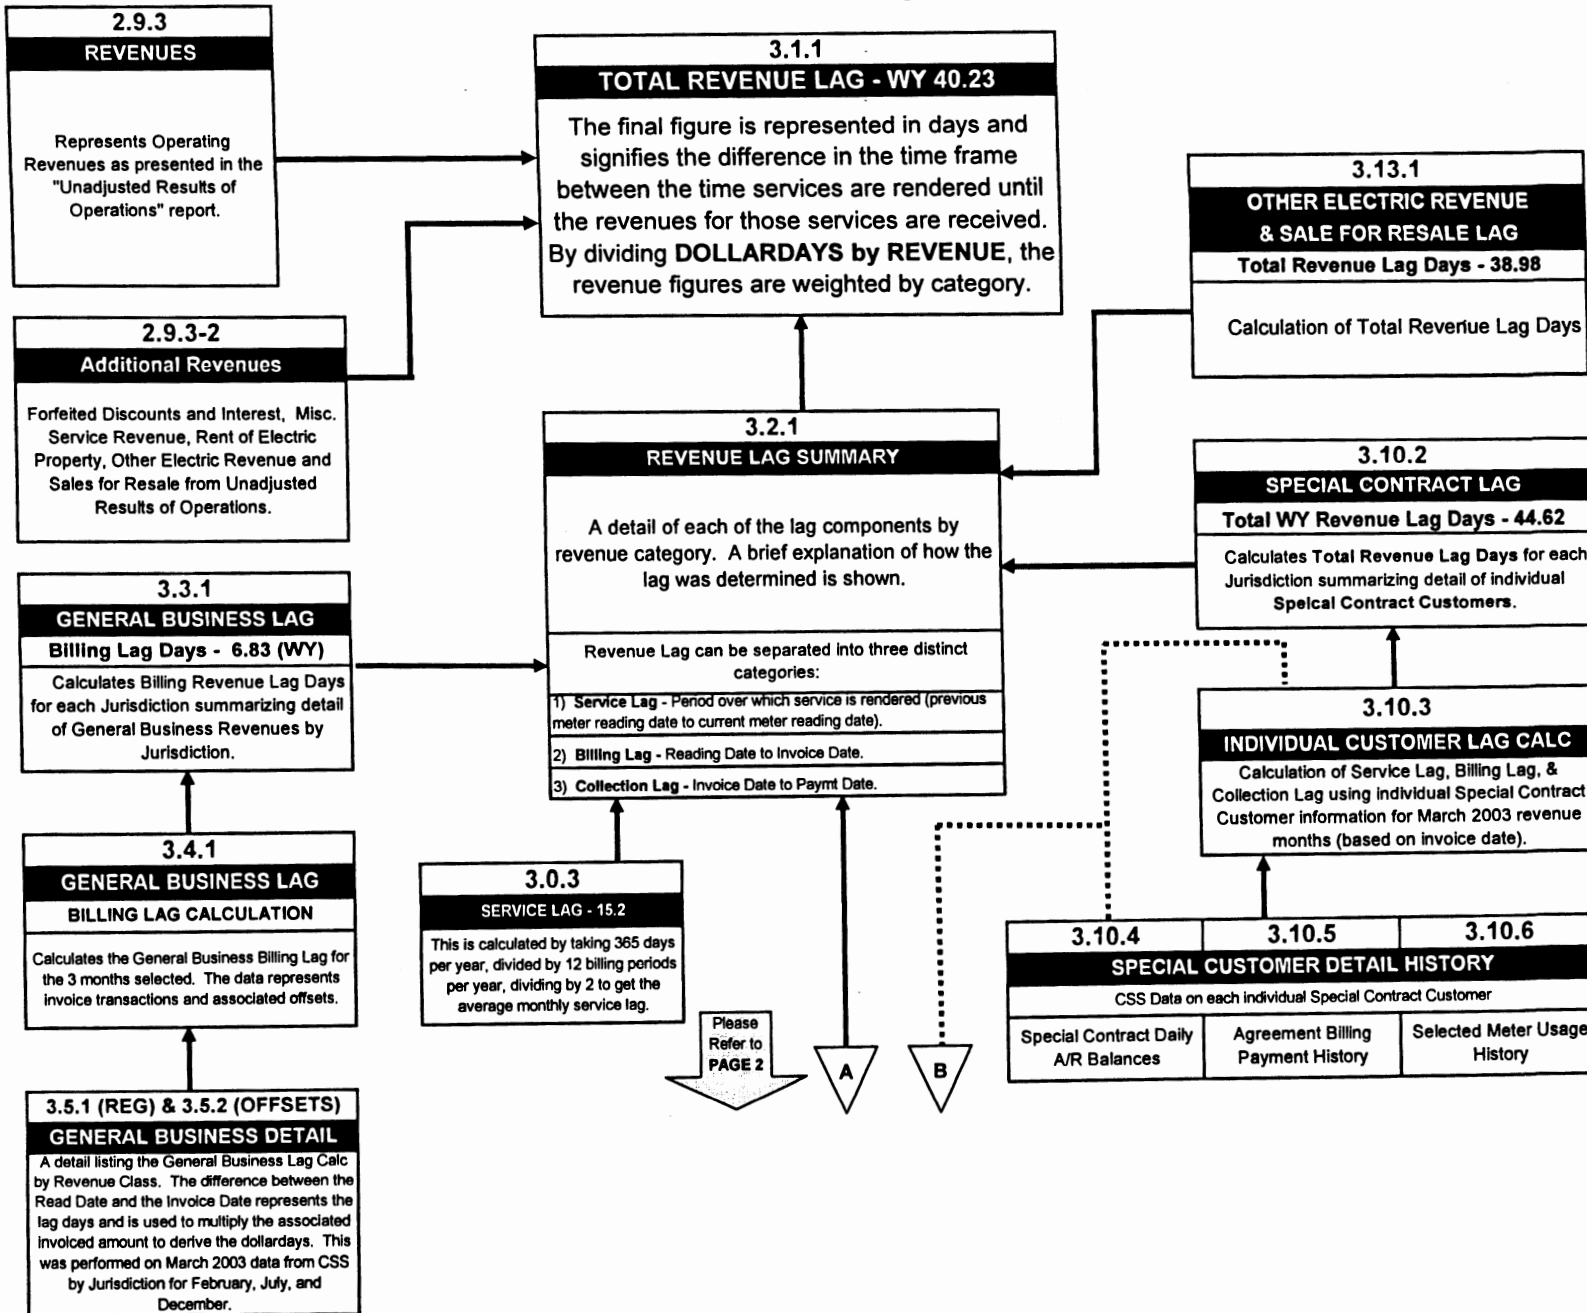 2.9.3
REVENUES
Represents Operating
Revenues as presented in the
"Unadjusted Results of
Operations" report.
3.1.1
TOTAL REVENUE LAG - WY 40.23
The final figure is represented in days and
signifies the difference in the time frame
between the time services are rendered until
the revenues for those services are received.
By dividing DOLLARDAYS by REVENUE, the
revenue figures are weighted by category.
3.13.1
OTHER ELECTRIC REVENUE
& SALE FOR RESALE LAG
Total Revenue Lag Days - 38.98
Calculation of Total Revenue Lag Days
2.9.3-2
Additional Revenues
Forfeited Discounts and Interest, Misc.
Service Revenue, Rent of Electric
Property, Other Electric Revenue and
Sales for Resale from Unadjusted
Results of Operations.
3.2.1
REVENUE LAG SUMMARY
A detail of each of the lag components by
revenue category. A brief explanation of how the
lag was determined is shown.
Revenue Lag can be separated into three distinct
categories:
1) Service Lag - Period over which service is rendered (previous
meter reading date to current meter reading date).
2) Billing Lag - Reading Date to Invoice Date.
3) Collection Lag - Invoice Date to Paymt Date.
3.10.2
SPECIAL CONTRACT LAG
Total WY Revenue Lag Days - 44.62
Calculates Total Revenue Lag Days for each
Jurisdiction summarizing detail of individual
Speical Contract Customers.
3.3.1
GENERAL BUSINESS LAG
Billing Lag Days - 6.83 (WY)
Calculates Billing Revenue Lag Days
for each Jurisdiction summarizing detail
of General Business Revenues by
Jurisdiction.
3.10.3
INDIVIDUAL CUSTOMER LAG CALC
Calculation of Service Lag, Billing Lag, &
Collection Lag using individual Special Contract
Customer information for March 2003 revenue
months (based on invoice date).
3.4.1
GENERAL BUSINESS LAG
BILLING LAG CALCULATION
Calculates the General Business Billing Lag for
the 3 months selected. The data represents
invoice transactions and associated offsets.
3.0.3
SERVICE LAG - 15.2
This is calculated by taking 365 days
per year, divided by 12 billing periods
per year, dividing by 2 to get the
average monthly service lag.
3.10.4 3.10.5 3.10.6
SPECIAL CUSTOMER DETAIL HISTORY
CSS Data on each individual Special Contract Customer
Special Contract Daily
A/R Balances
Agreement Billing
Payment History
Selected Meter Usage
History
Please
Refer to
PAGE 2
A
B
3.5.1 (REG) & 3.5.2 (OFFSETS)
GENERAL BUSINESS DETAIL
A detail listing the General Business Lag Calc
by Revenue Class. The difference between the
Read Date and the Invoice Date represents the
lag days and is used to multiply the associated
invoiced amount to derive the dollardays. This
was performed on March 2003 data from CSS
by Jurisdiction for February, July, and
December.